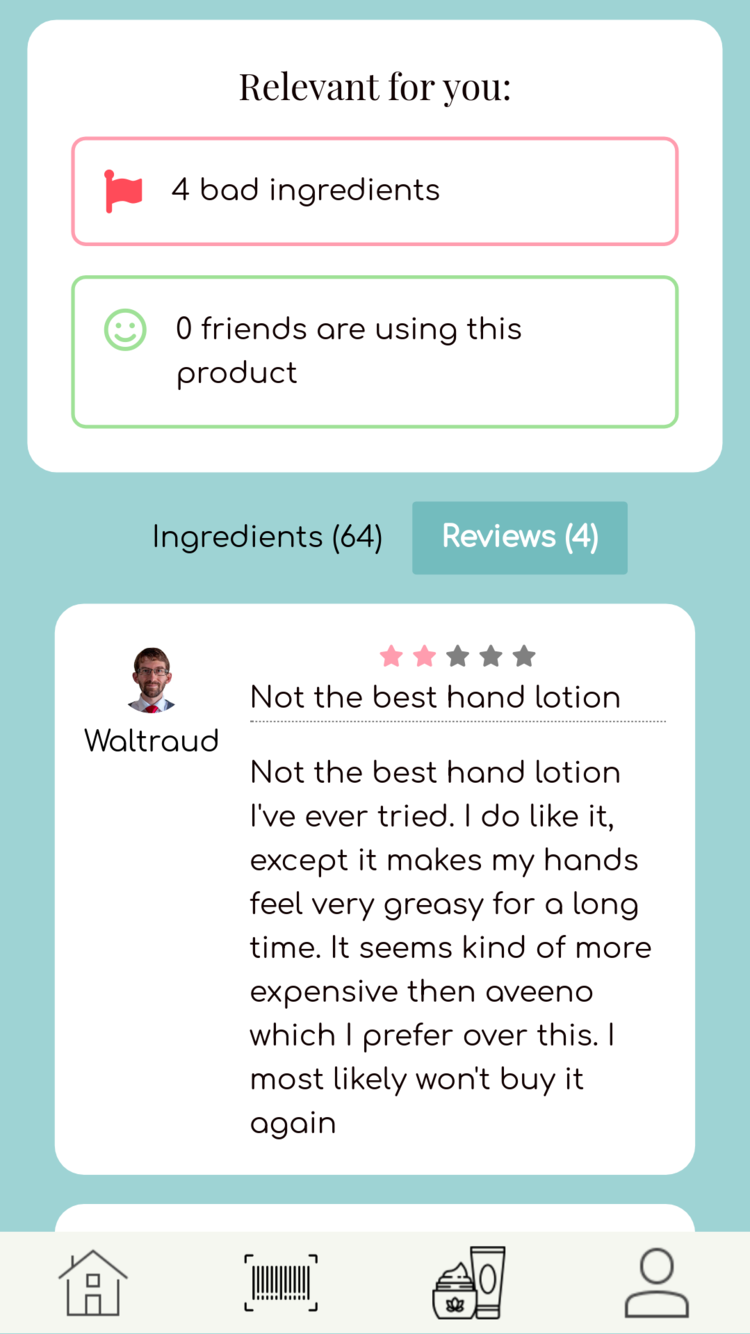 Relevant for you:
4 bad ingredients
0 friends are using this
product
Ingredients (64)
Reviews (4)
Waltraud
Not the best hand lotion
Not the best hand lotion
I've ever tried. I do like it,
except it makes my hands
feel very greasy for a long
time. It seems kind of more
expensive then aveeno
which I prefer over this. I
most likely won't buy it
again